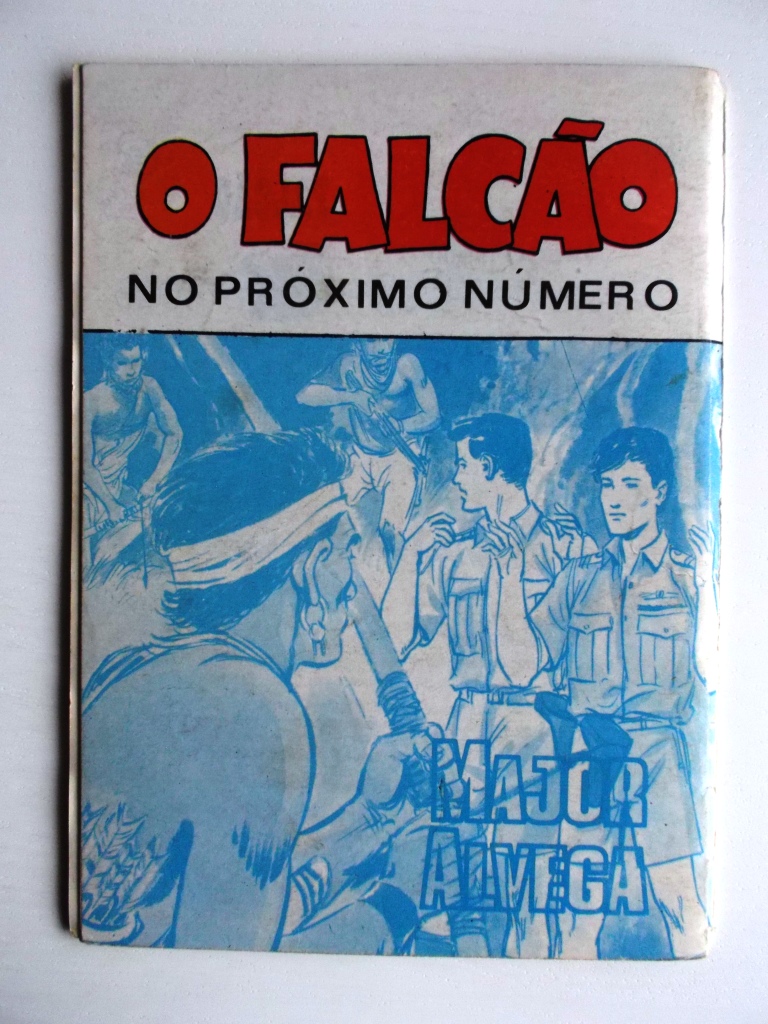 O FALCÃO
NO PRÓXIMO NÚMERO
MAJOR
ALVEGA